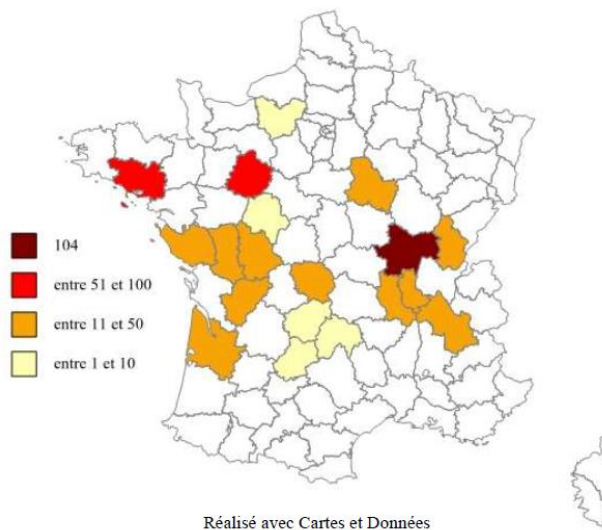 104
entre 51 et 100
entre 11 et 50
entre 1 et 10
Réalisé avec Cartes et Données